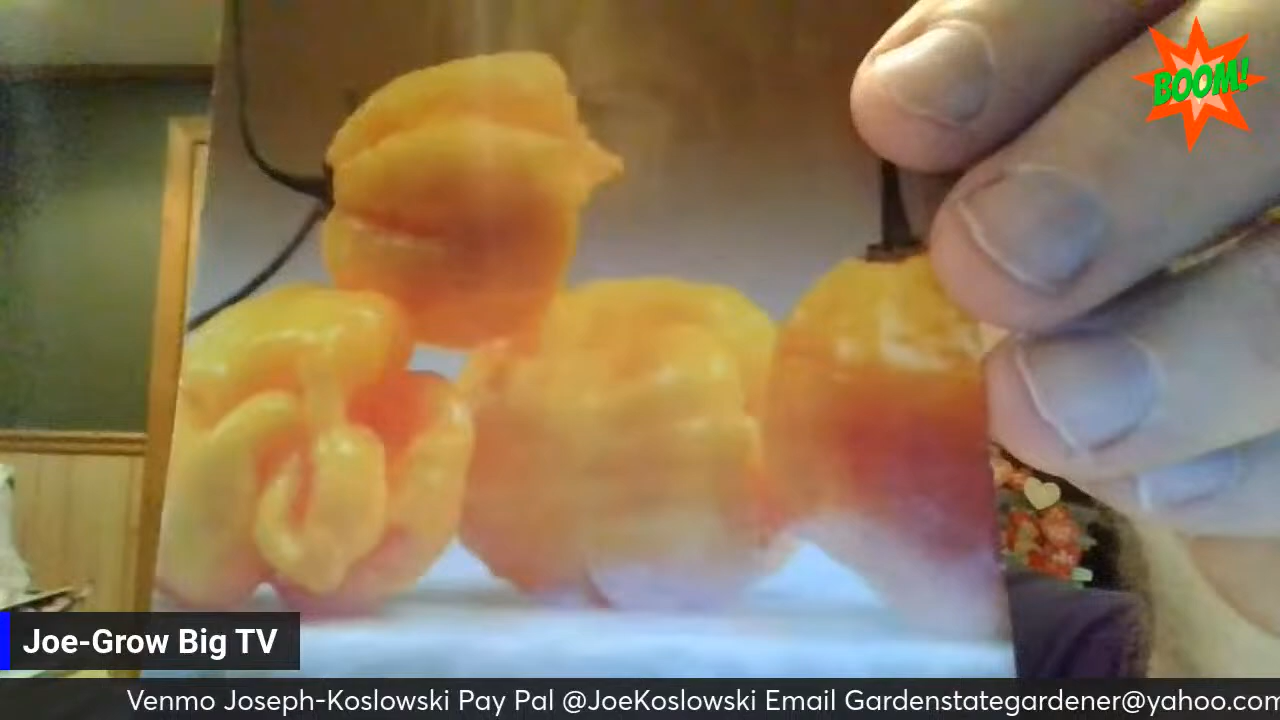 BOOM!
Joe-Grow Big TV
Venmo Joseph-Koslowski Pay Pal @JoeKoslowski Email Gardenstategardener@yahoo.com